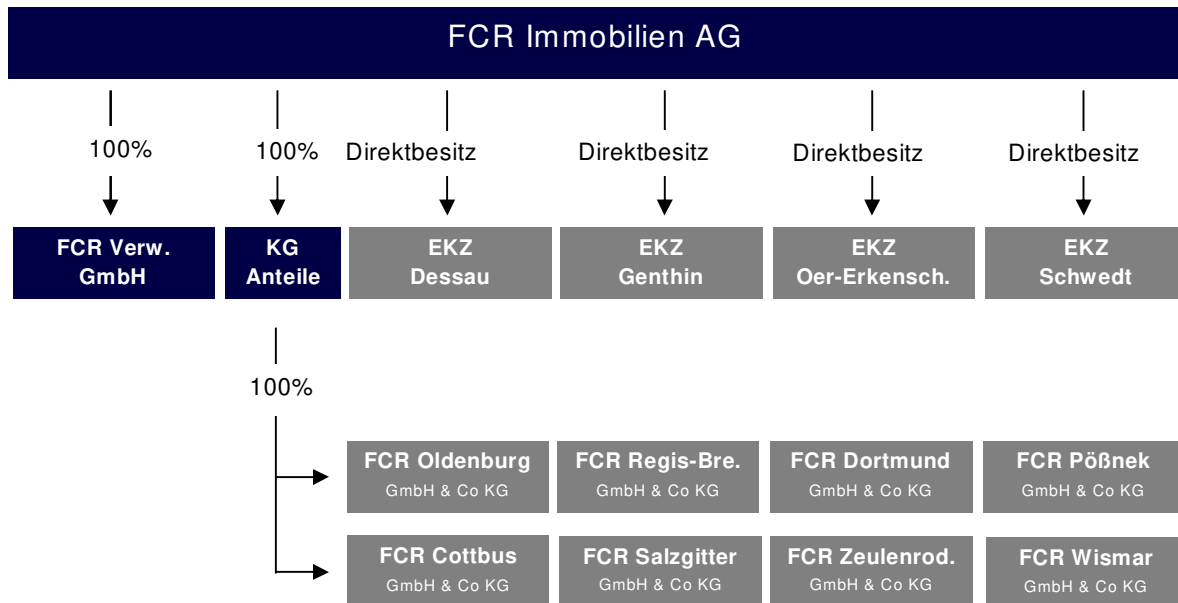 FCR Immobilien AG
100% 100% Direktbesitz Direktbesitz Direktbesitz Direktbesitz
FCR Verw. KG EKZ EKZ EKZ EKZ
GmbH Anteile Dessau Genthin Oer-Erkensch. Schwedt
100%
FCR Oldenburg FCR Regis-Bre. FCR Dortmund FCR Pößnek
GmbH & Co KG GmbH & Co KG GmbH & Co KG GmbH & Co KG
FCR Cottbus FCR Salzgitter FCR Zeulenrod. FCR Wismar
GmbH & Co KG GmbH & Co KG GmbH & Co KG GmbH & Co KG